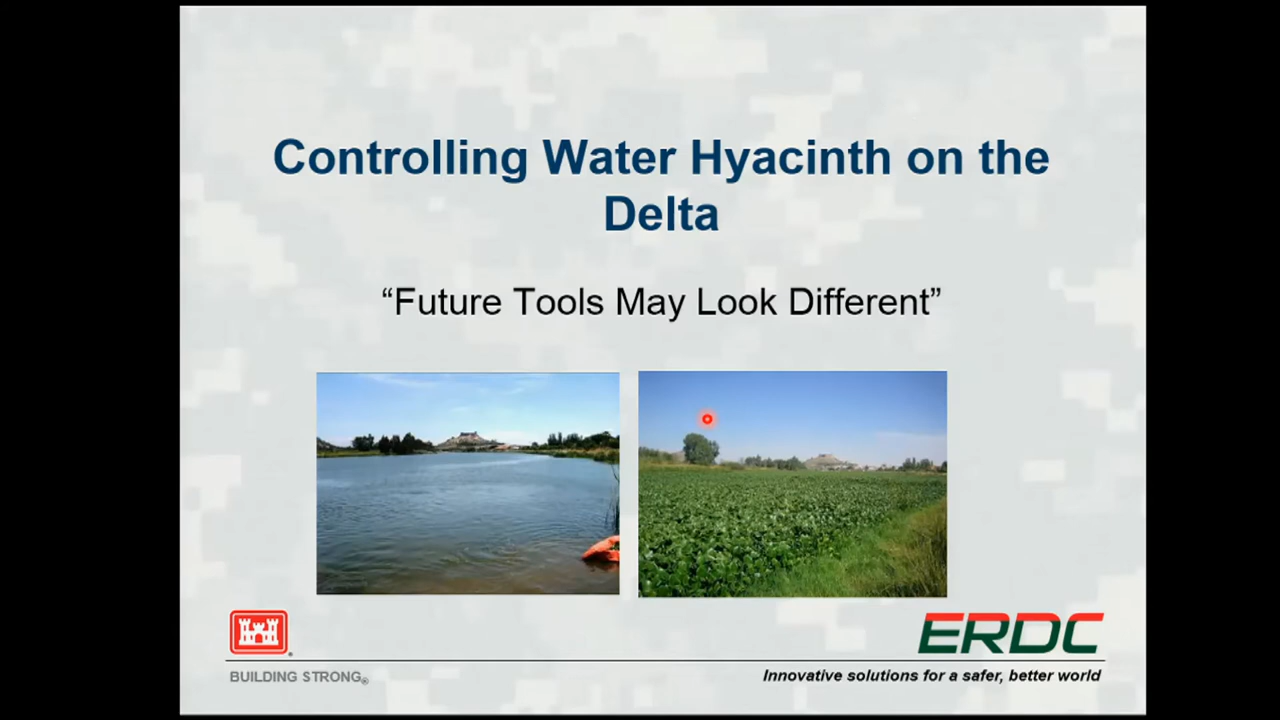 Controlling Water Hyacinth on the
Delta
“Future Tools May Look Different”
ERDC
BUILDING STRONG®
Innovative solutions for a safer, better world